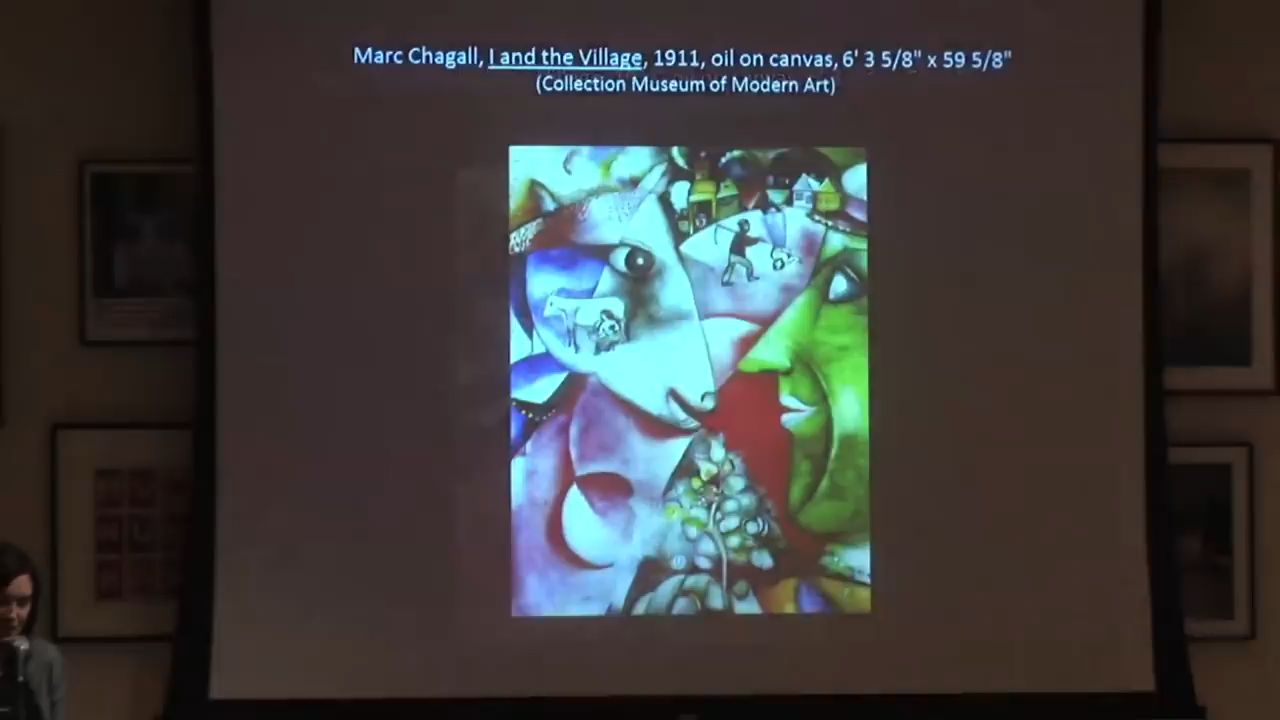 Marc Chagall, I and the Village, 1911, oil on canvas, 6' 3 5/8" x 59 5/8"
(Collection Museum of Modern Art)